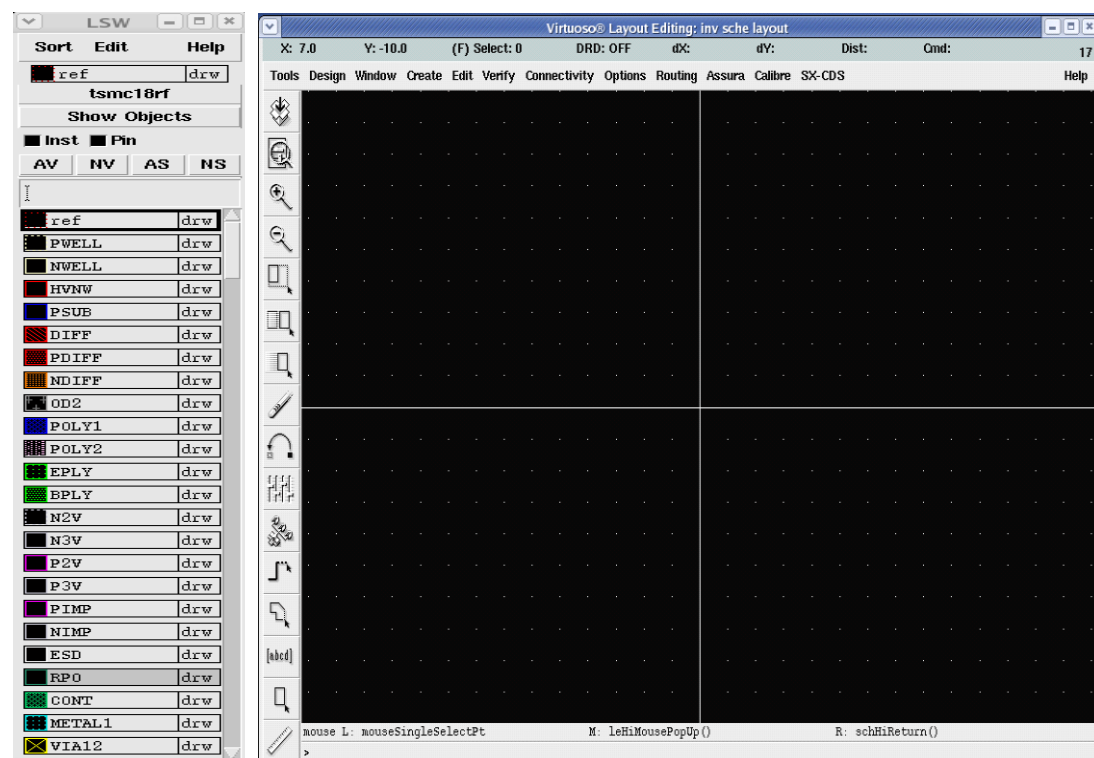 LSW
Sort Edit Help
ref drw
tsmc18rf
Show Objects
Inst Pin
AV NV AS NS
ref drw
PWELL drw
NWELL drw
HVNW drw
PSUB drw
DIFF drw
PDIFF drw
NDIFF drw
OD2 drw
POLY1 drw
POLY2 drw
EPLY drw
BPLY drw
N2V drw
N3V drw
P2V drw
P3V drw
PIMP drw
NIMP drw
ESD drw
RPO drw
CONT drw
METAL1 drw
VIA12 drw
Virtuoso® Layout Editing: inv sche layout
X: 7.0 Y: -10.0 (F) Select: 0 DRD: OFF dX: dY: Dist: Cmd: 17
Tools Design Window Create Edit Verify Connectivity Options Routing Assura Calibre SX-CDS Help
[abcd]
mouse L: mouseSingleSelectPt M: leHiMousePopUp() R: schHiReturn()
>